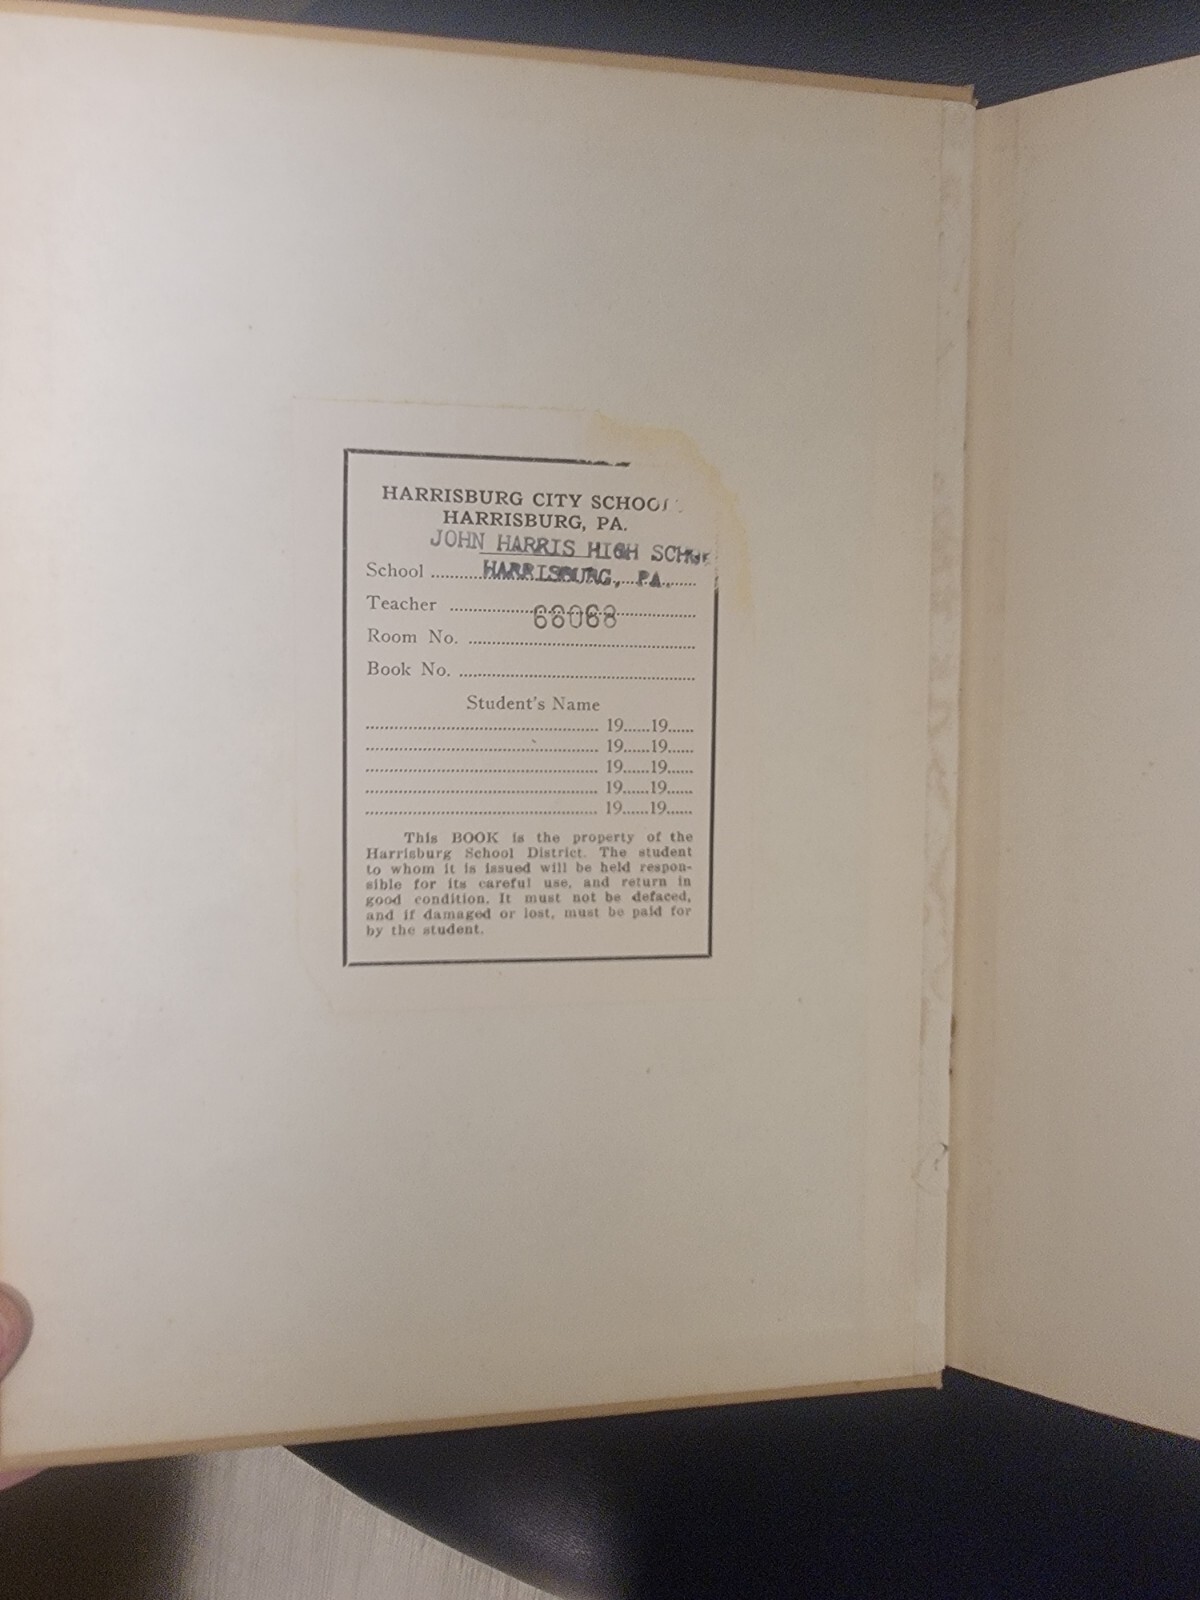 HARRISBURG CITY SCHOO
HARRISBURG, PA.
JOHN HARRIS HIGH SCHOO
School ........ HARRISBURG, PA. ........
Teacher ........
68068
Room No. ........
Book No. ........
Student's Name
........ 19......19......
........ 19......19......
........ 19......19......
........ 19......19......
........ 19......19......
This BOOK is the property of the
Harrisburg School District. The student
to whom it is issued will be held respon-
sible for its careful use, and return in
good condition. It must not be defaced,
and if damaged or lost, must be paid for
by the student.